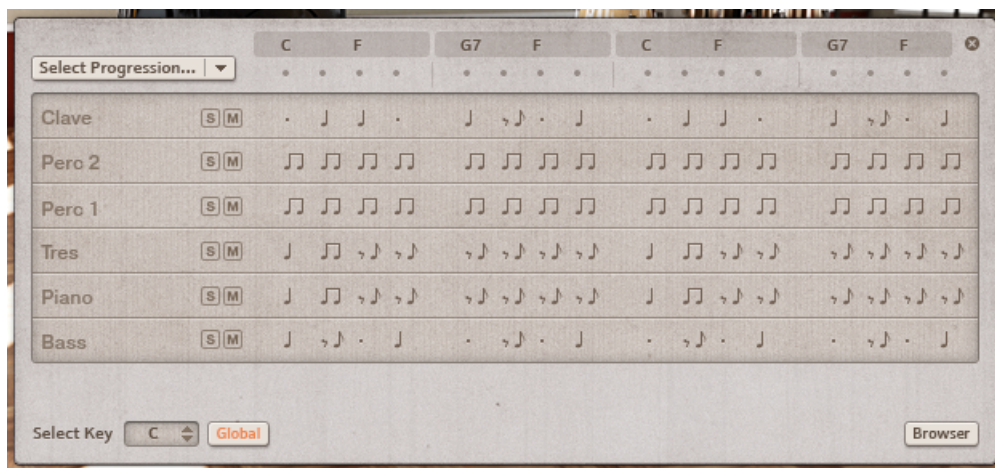 C F G7 F C F G7 F
Select Progression...
Clave S M
Perc 2 S M
Perc 1 S M
Tres S M
Piano S M
Bass S M
Select Key C Global Browser